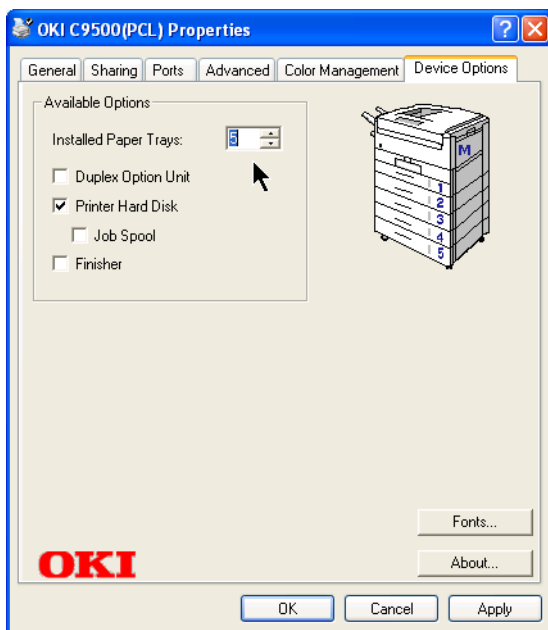 OKI C9500(PCL) Properties
General Sharing Ports Advanced Color Management Device Options
Available Options
Installed Paper Trays: 5
Duplex Option Unit
Printer Hard Disk
Job Spool
Finisher
M
1
2
3
4
5
Fonts...
OKI
About...
OK Cancel Apply